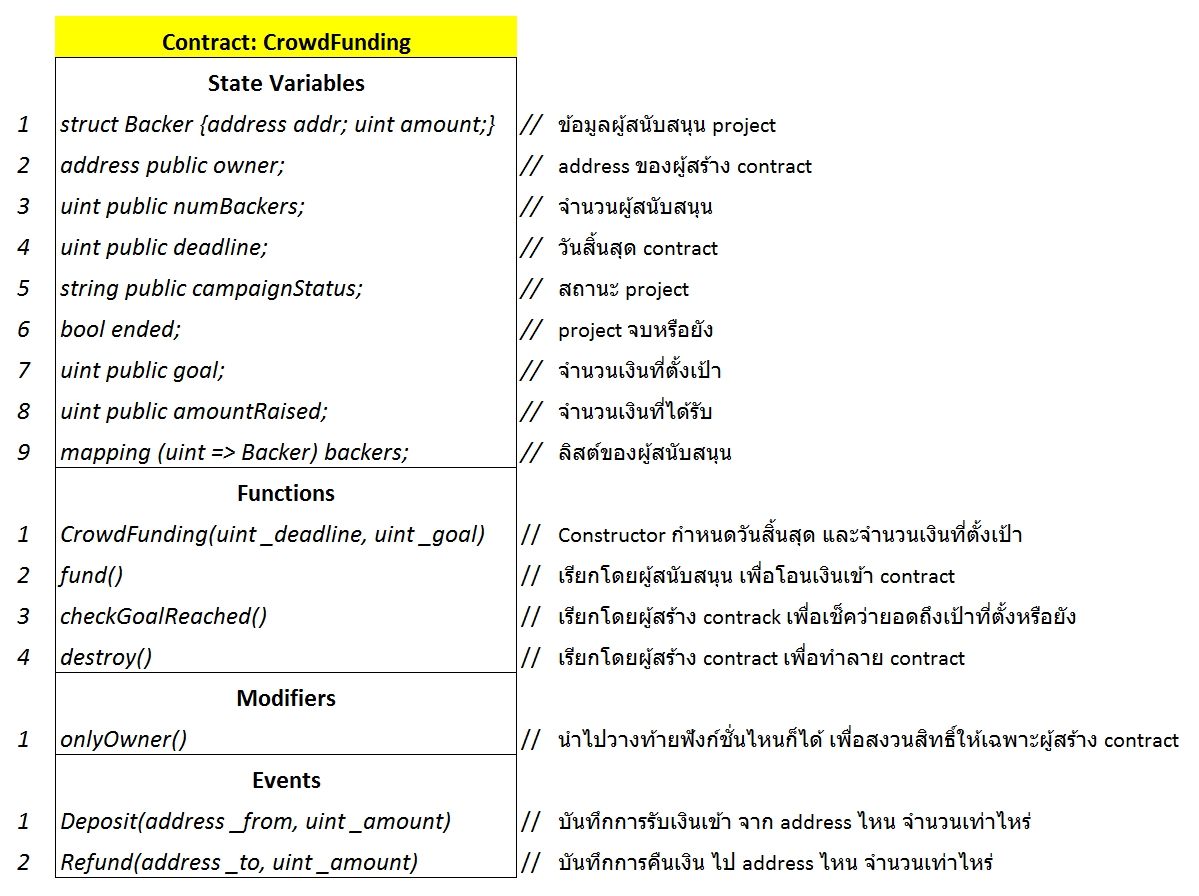 Contract: CrowdFunding
State Variables
1 struct Backer {address addr; uint amount;} // ข้อมูลผู้สนับสนุน project
2 address public owner; // address ของผู้สร้าง contract
3 uint public numBackers; // จำนวนผู้สนับสนุน
4 uint public deadline; // วันสิ้นสุด contract
5 string public campaignStatus; // สถานะ project
6 bool ended; // project จบหรือยัง
7 uint public goal; // จำนวนเงินที่ตั้งเป้า
8 uint public amountRaised; // จำนวนเงินที่ได้รับ
9 mapping (uint => Backer) backers; // ลิสต์ของผู้สนับสนุน
Functions
1 CrowdFunding(uint _deadline, uint _goal) // Constructor กำหนดวันสิ้นสุด และจำนวนเงินที่ตั้งเป้า
2 fund() // เรียกโดยผู้สนับสนุน เพื่อโอนเงินเข้า contract
3 checkGoalReached() // เรียกโดยผู้สร้าง contrack เพื่อเช็คว่ายอดถึงเป้าที่ตั้งหรือยัง
4 destroy() // เรียกโดยผู้สร้าง contract เพื่อทำลาย contract
Modifiers
1 onlyOwner() // นำไปวางท้ายฟังก์ชั่นไหนก็ได้ เพื่อสงวนสิทธิ์ให้เฉพาะผู้สร้าง contract
Events
1 Deposit(address _from, uint _amount) // บันทึกการรับเงินเข้า จาก address ไหน จำนวนเท่าไหร่
2 Refund(address _to, uint _amount) // บันทึกการคืนเงิน ไป address ไหน จำนวนเท่าไหร่